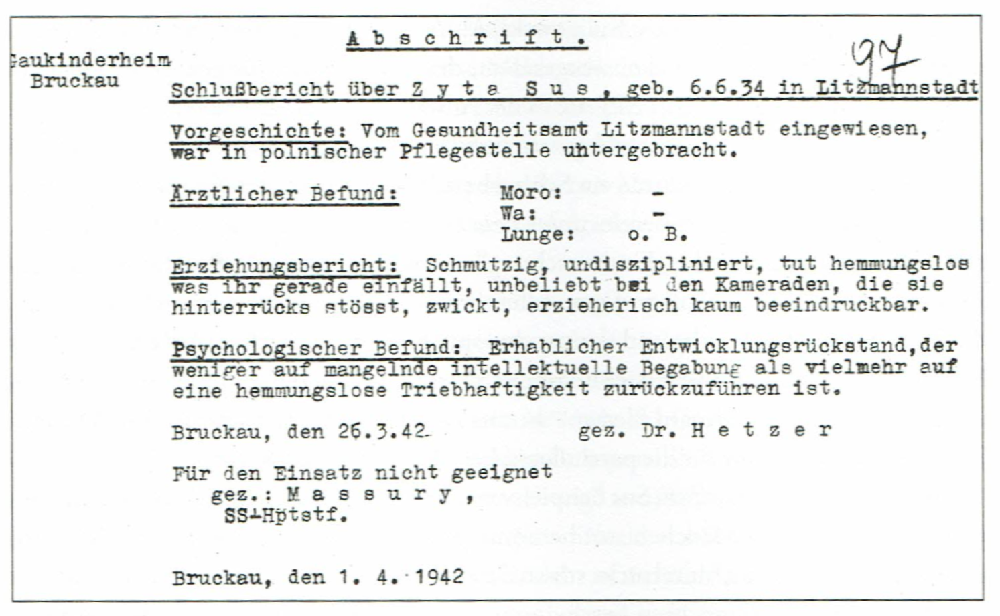 Abschrift.
97
Gaukinderheim
Bruckau
Schlußbericht über Zyta Sus, geb. 6.6.34 in Litzmannstadt
Vorgeschichte: Vom Gesundheitsamt Litzmannstadt eingewiesen,
war in polnischer Pflegestelle untergebracht.
Ärztlicher Befund: Moro: -
Wa: -
Lunge: o. B.
Erziehungsbericht: Schmutzig, undiszipliniert, tut hemmungslos
was ihr gerade einfällt, unbeliebt bei den Kameraden, die sie
hinterrücks stösst, zwickt, erzieherisch kaum beeindruckbar.
Psychologischer Befund: Erhablicher Entwicklungsrückstand,der
weniger auf mangelnde intellektuelle Begabung als vielmehr auf
eine hemmungslose Triebhaftigkeit zurückzuführen ist.
Bruckau, den 26.3.42. gez. Dr. Hetzer
Für den Einsatz nicht geeignet
gez.: Massury,
SS-Hptstf.
Bruckau, den 1. 4. 1942